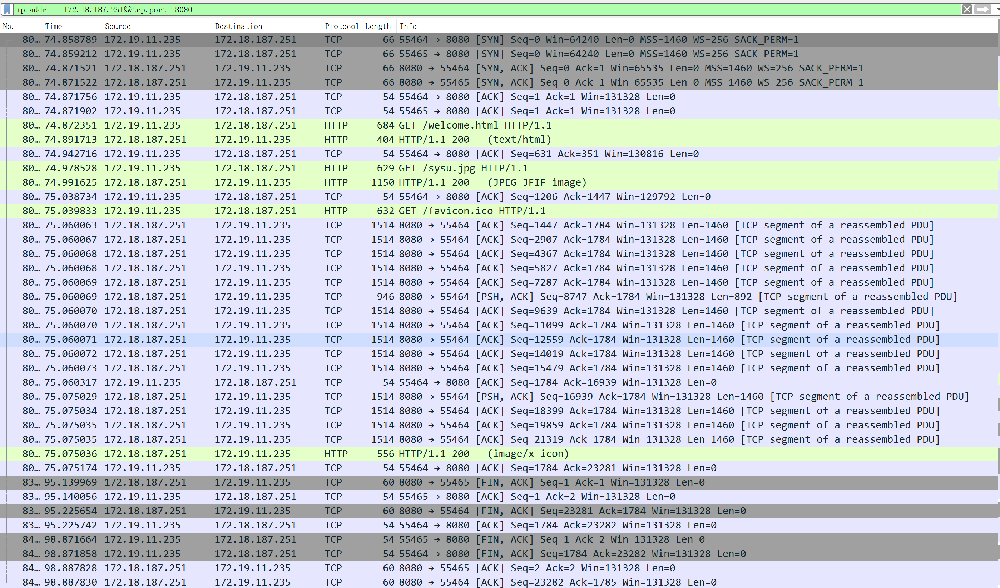 ip.addr == 172.18.187.251&&tcp.port==8080
No. Time Source Destination Protocol Length Info
80… 74.858789 172.19.11.235 172.18.187.251 TCP 66 55464 → 8080 [SYN] Seq=0 Win=64240 Len=0 MSS=1460 WS=256 SACK_PERM=1
80… 74.859212 172.19.11.235 172.18.187.251 TCP 66 55465 → 8080 [SYN] Seq=0 Win=64240 Len=0 MSS=1460 WS=256 SACK_PERM=1
80… 74.871521 172.18.187.251 172.19.11.235 TCP 66 8080 → 55464 [SYN, ACK] Seq=0 Ack=1 Win=65535 Len=0 MSS=1460 WS=256 SACK_PERM=1
80… 74.871522 172.18.187.251 172.19.11.235 TCP 66 8080 → 55465 [SYN, ACK] Seq=0 Ack=1 Win=65535 Len=0 MSS=1460 WS=256 SACK_PERM=1
80… 74.871756 172.19.11.235 172.18.187.251 TCP 54 55464 → 8080 [ACK] Seq=1 Ack=1 Win=131328 Len=0
80… 74.871902 172.19.11.235 172.18.187.251 TCP 54 55465 → 8080 [ACK] Seq=1 Ack=1 Win=131328 Len=0
80… 74.872351 172.19.11.235 172.18.187.251 HTTP 684 GET /welcome.html HTTP/1.1
80… 74.891713 172.18.187.251 172.19.11.235 HTTP 404 HTTP/1.1 200 (text/html)
80… 74.942716 172.19.11.235 172.18.187.251 TCP 54 55464 → 8080 [ACK] Seq=631 Ack=351 Win=130816 Len=0
80… 74.978528 172.19.11.235 172.18.187.251 HTTP 629 GET /sysu.jpg HTTP/1.1
80… 74.991625 172.18.187.251 172.19.11.235 HTTP 1150 HTTP/1.1 200 (JPEG JFIF image)
80… 75.038734 172.19.11.235 172.18.187.251 TCP 54 55464 → 8080 [ACK] Seq=1206 Ack=1447 Win=129792 Len=0
80… 75.039833 172.19.11.235 172.18.187.251 HTTP 632 GET /favicon.ico HTTP/1.1
80… 75.060063 172.18.187.251 172.19.11.235 TCP 1514 8080 → 55464 [ACK] Seq=1447 Ack=1784 Win=131328 Len=1460 [TCP segment of a reassembled PDU]
80… 75.060067 172.18.187.251 172.19.11.235 TCP 1514 8080 → 55464 [ACK] Seq=2907 Ack=1784 Win=131328 Len=1460 [TCP segment of a reassembled PDU]
80… 75.060068 172.18.187.251 172.19.11.235 TCP 1514 8080 → 55464 [ACK] Seq=4367 Ack=1784 Win=131328 Len=1460 [TCP segment of a reassembled PDU]
80… 75.060068 172.18.187.251 172.19.11.235 TCP 1514 8080 → 55464 [ACK] Seq=5827 Ack=1784 Win=131328 Len=1460 [TCP segment of a reassembled PDU]
80… 75.060069 172.18.187.251 172.19.11.235 TCP 1514 8080 → 55464 [ACK] Seq=7287 Ack=1784 Win=131328 Len=1460 [TCP segment of a reassembled PDU]
80… 75.060069 172.18.187.251 172.19.11.235 TCP 946 8080 → 55464 [PSH, ACK] Seq=8747 Ack=1784 Win=131328 Len=892 [TCP segment of a reassembled PDU]
80… 75.060070 172.18.187.251 172.19.11.235 TCP 1514 8080 → 55464 [ACK] Seq=9639 Ack=1784 Win=131328 Len=1460 [TCP segment of a reassembled PDU]
80… 75.060070 172.18.187.251 172.19.11.235 TCP 1514 8080 → 55464 [ACK] Seq=11099 Ack=1784 Win=131328 Len=1460 [TCP segment of a reassembled PDU]
80… 75.060071 172.18.187.251 172.19.11.235 TCP 1514 8080 → 55464 [ACK] Seq=12559 Ack=1784 Win=131328 Len=1460 [TCP segment of a reassembled PDU]
80… 75.060072 172.18.187.251 172.19.11.235 TCP 1514 8080 → 55464 [ACK] Seq=14019 Ack=1784 Win=131328 Len=1460 [TCP segment of a reassembled PDU]
80… 75.060073 172.18.187.251 172.19.11.235 TCP 1514 8080 → 55464 [ACK] Seq=15479 Ack=1784 Win=131328 Len=1460 [TCP segment of a reassembled PDU]
80… 75.060317 172.19.11.235 172.18.187.251 TCP 54 55464 → 8080 [ACK] Seq=1784 Ack=16939 Win=131328 Len=0
80… 75.075029 172.18.187.251 172.19.11.235 TCP 1514 8080 → 55464 [PSH, ACK] Seq=16939 Ack=1784 Win=131328 Len=1460 [TCP segment of a reassembled PDU]
80… 75.075034 172.18.187.251 172.19.11.235 TCP 1514 8080 → 55464 [ACK] Seq=18399 Ack=1784 Win=131328 Len=1460 [TCP segment of a reassembled PDU]
80… 75.075035 172.18.187.251 172.19.11.235 TCP 1514 8080 → 55464 [ACK] Seq=19859 Ack=1784 Win=131328 Len=1460 [TCP segment of a reassembled PDU]
80… 75.075035 172.18.187.251 172.19.11.235 TCP 1514 8080 → 55464 [ACK] Seq=21319 Ack=1784 Win=131328 Len=1460 [TCP segment of a reassembled PDU]
80… 75.075036 172.18.187.251 172.19.11.235 HTTP 556 HTTP/1.1 200 (image/x-icon)
80… 75.075174 172.19.11.235 172.18.187.251 TCP 54 55464 → 8080 [ACK] Seq=1784 Ack=23281 Win=131328 Len=0
83… 95.139969 172.18.187.251 172.19.11.235 TCP 60 8080 → 55465 [FIN, ACK] Seq=1 Ack=1 Win=131328 Len=0
83… 95.140056 172.19.11.235 172.18.187.251 TCP 54 55465 → 8080 [ACK] Seq=1 Ack=2 Win=131328 Len=0
83… 95.225654 172.18.187.251 172.19.11.235 TCP 60 8080 → 55464 [FIN, ACK] Seq=23281 Ack=1784 Win=131328 Len=0
83… 95.225742 172.19.11.235 172.18.187.251 TCP 54 55464 → 8080 [ACK] Seq=1784 Ack=23282 Win=131328 Len=0
84… 98.871664 172.19.11.235 172.18.187.251 TCP 54 55465 → 8080 [FIN, ACK] Seq=1 Ack=2 Win=131328 Len=0
84… 98.871858 172.19.11.235 172.18.187.251 TCP 54 55464 → 8080 [FIN, ACK] Seq=1784 Ack=23282 Win=131328 Len=0
84… 98.887828 172.18.187.251 172.19.11.235 TCP 60 8080 → 55465 [ACK] Seq=2 Ack=2 Win=131328 Len=0
84… 98.887830 172.18.187.251 172.19.11.235 TCP 60 8080 → 55464 [ACK] Seq=23282 Ack=1785 Win=131328 Len=0